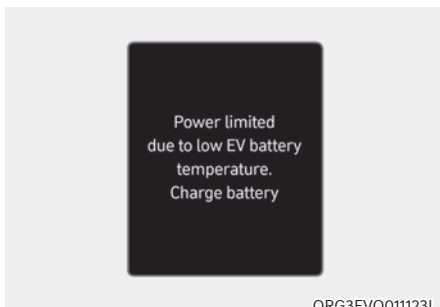 Power limited
due to low EV battery
temperature.
Charge battery